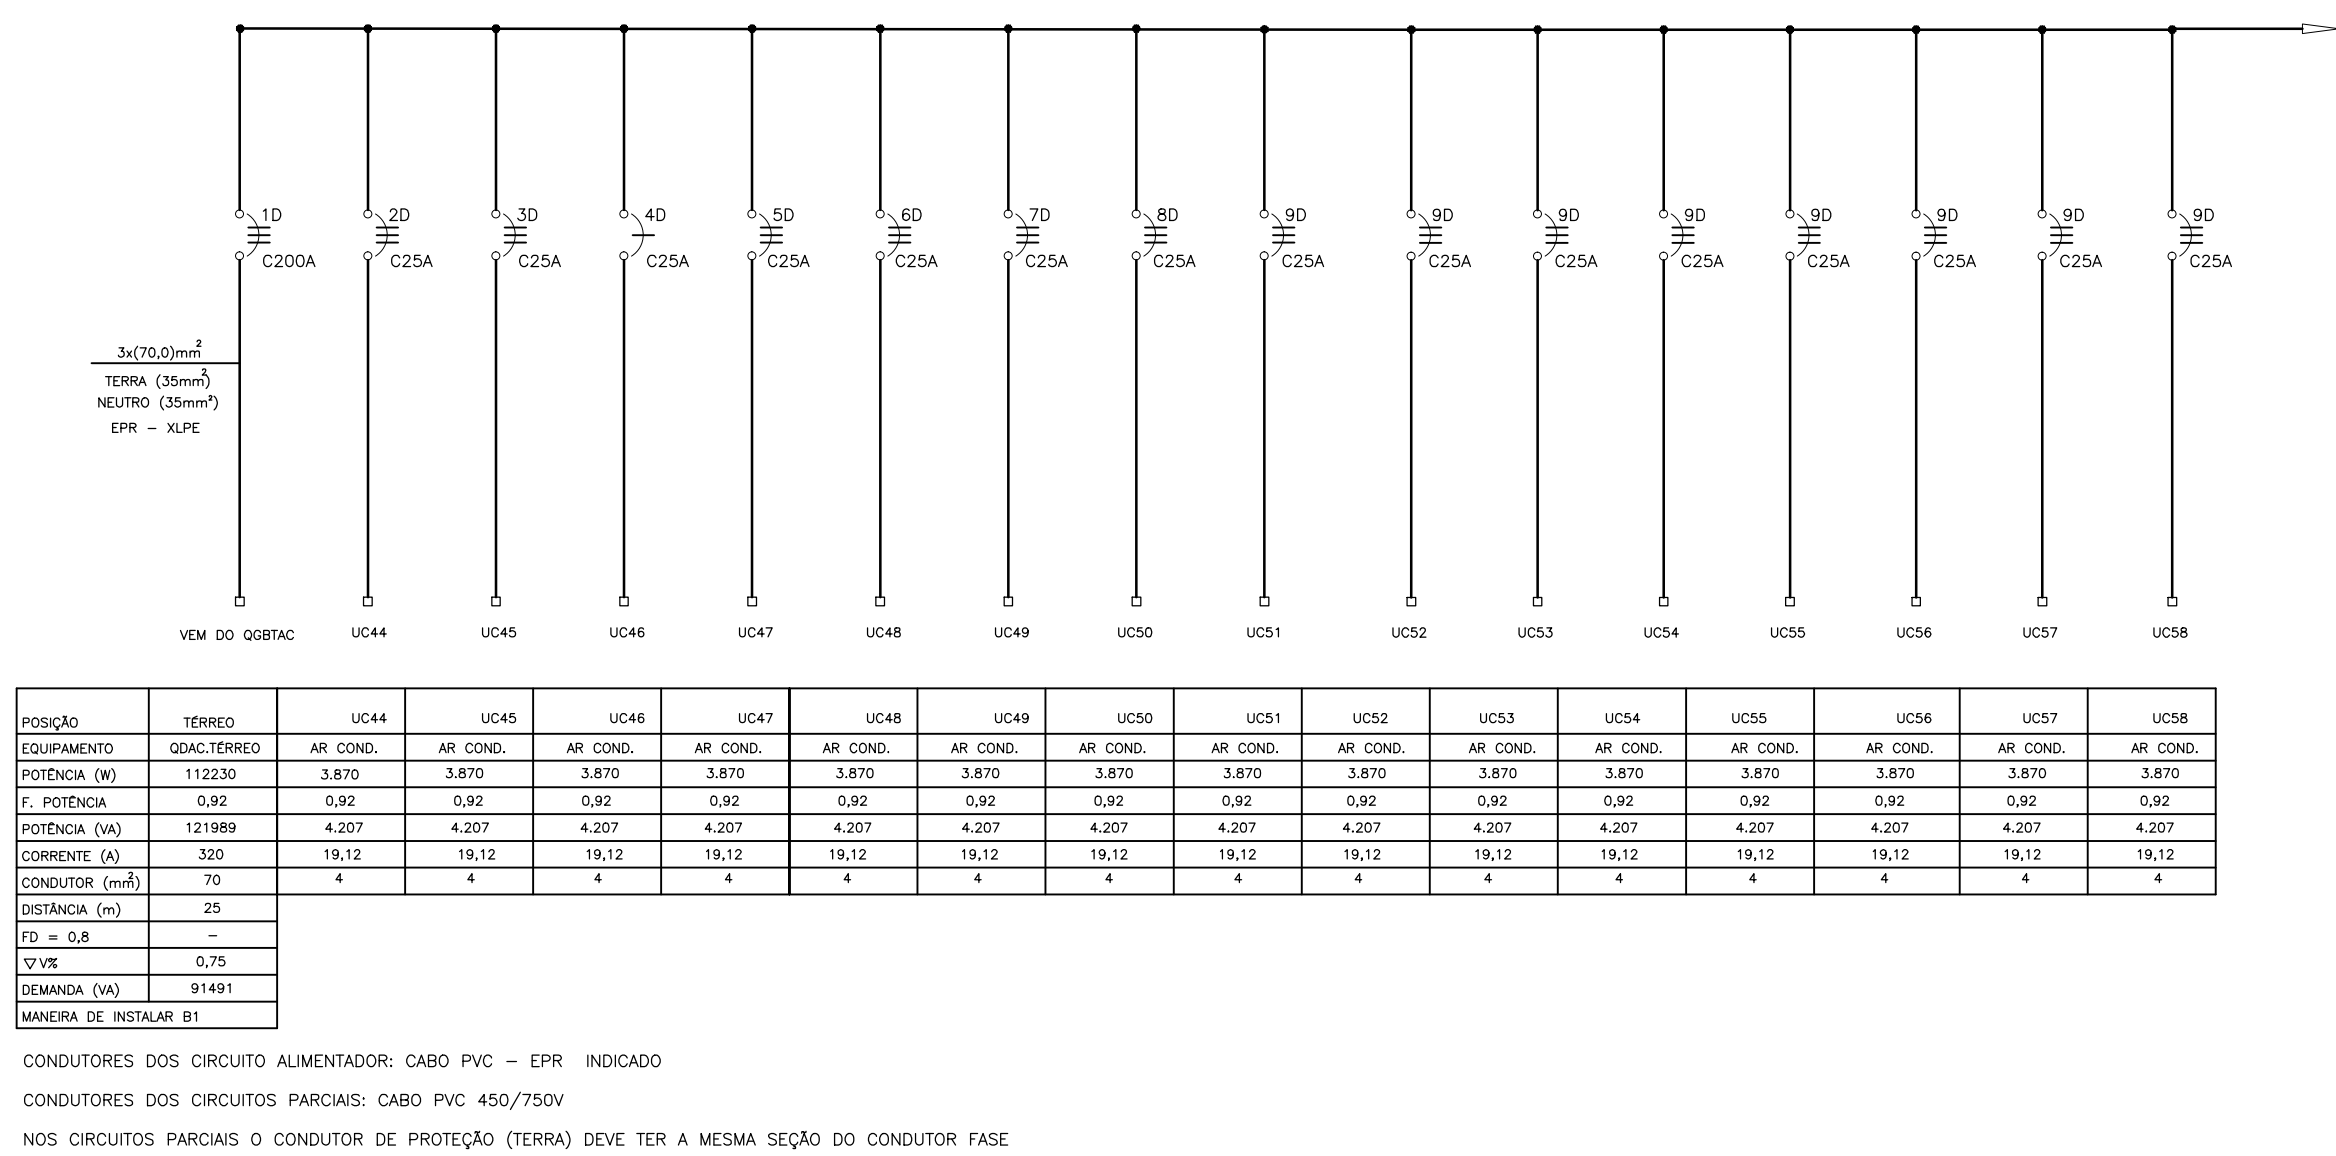 1D 2D 3D 4D 5D 6D 7D 8D 9D 9D 9D 9D 9D 9D 9D 9D
C200A C25A C25A C25A C25A C25A C25A C25A C25A C25A C25A C25A C25A C25A C25A C25A
3x(70,0)mm²
TERRA (35mm²)
NEUTRO (35mm²)
EPR - XLPE
VEM DO QGBTAC UC44 UC45 UC46 UC47 UC48 UC49 UC50 UC51 UC52 UC53 UC54 UC55 UC56 UC57 UC58
POSIÇÃO TÉRREO UC44 UC45 UC46 UC47 UC48 UC49 UC50 UC51 UC52 UC53 UC54 UC55 UC56 UC57 UC58
EQUIPAMENTO QDAC.TÉRREO AR COND. AR COND. AR COND. AR COND. AR COND. AR COND. AR COND. AR COND. AR COND. AR COND. AR COND. AR COND. AR COND. AR COND. AR COND.
POTÊNCIA (W) 112230 3.870 3.870 3.870 3.870 3.870 3.870 3.870 3.870 3.870 3.870 3.870 3.870 3.870 3.870 3.870
F. POTÊNCIA 0,92 0,92 0,92 0,92 0,92 0,92 0,92 0,92 0,92 0,92 0,92 0,92 0,92 0,92 0,92 0,92
POTÊNCIA (VA) 121989 4.207 4.207 4.207 4.207 4.207 4.207 4.207 4.207 4.207 4.207 4.207 4.207 4.207 4.207 4.207
CORRENTE (A) 320 19,12 19,12 19,12 19,12 19,12 19,12 19,12 19,12 19,12 19,12 19,12 19,12 19,12 19,12 19,12
CONDUTOR (mm²) 70 4 4 4 4 4 4 4 4 4 4 4 4 4 4 4
DISTÂNCIA (m) 25
FD = 0,8 -
▽V% 0,75
DEMANDA (VA) 91491
MANEIRA DE INSTALAR B1
CONDUTORES DOS CIRCUITO ALIMENTADOR: CABO PVC - EPR INDICADO
CONDUTORES DOS CIRCUITOS PARCIAIS: CABO PVC 450/750V
NOS CIRCUITOS PARCIAIS O CONDUTOR DE PROTEÇÃO (TERRA) DEVE TER A MESMA SEÇÃO DO CONDUTOR FASE